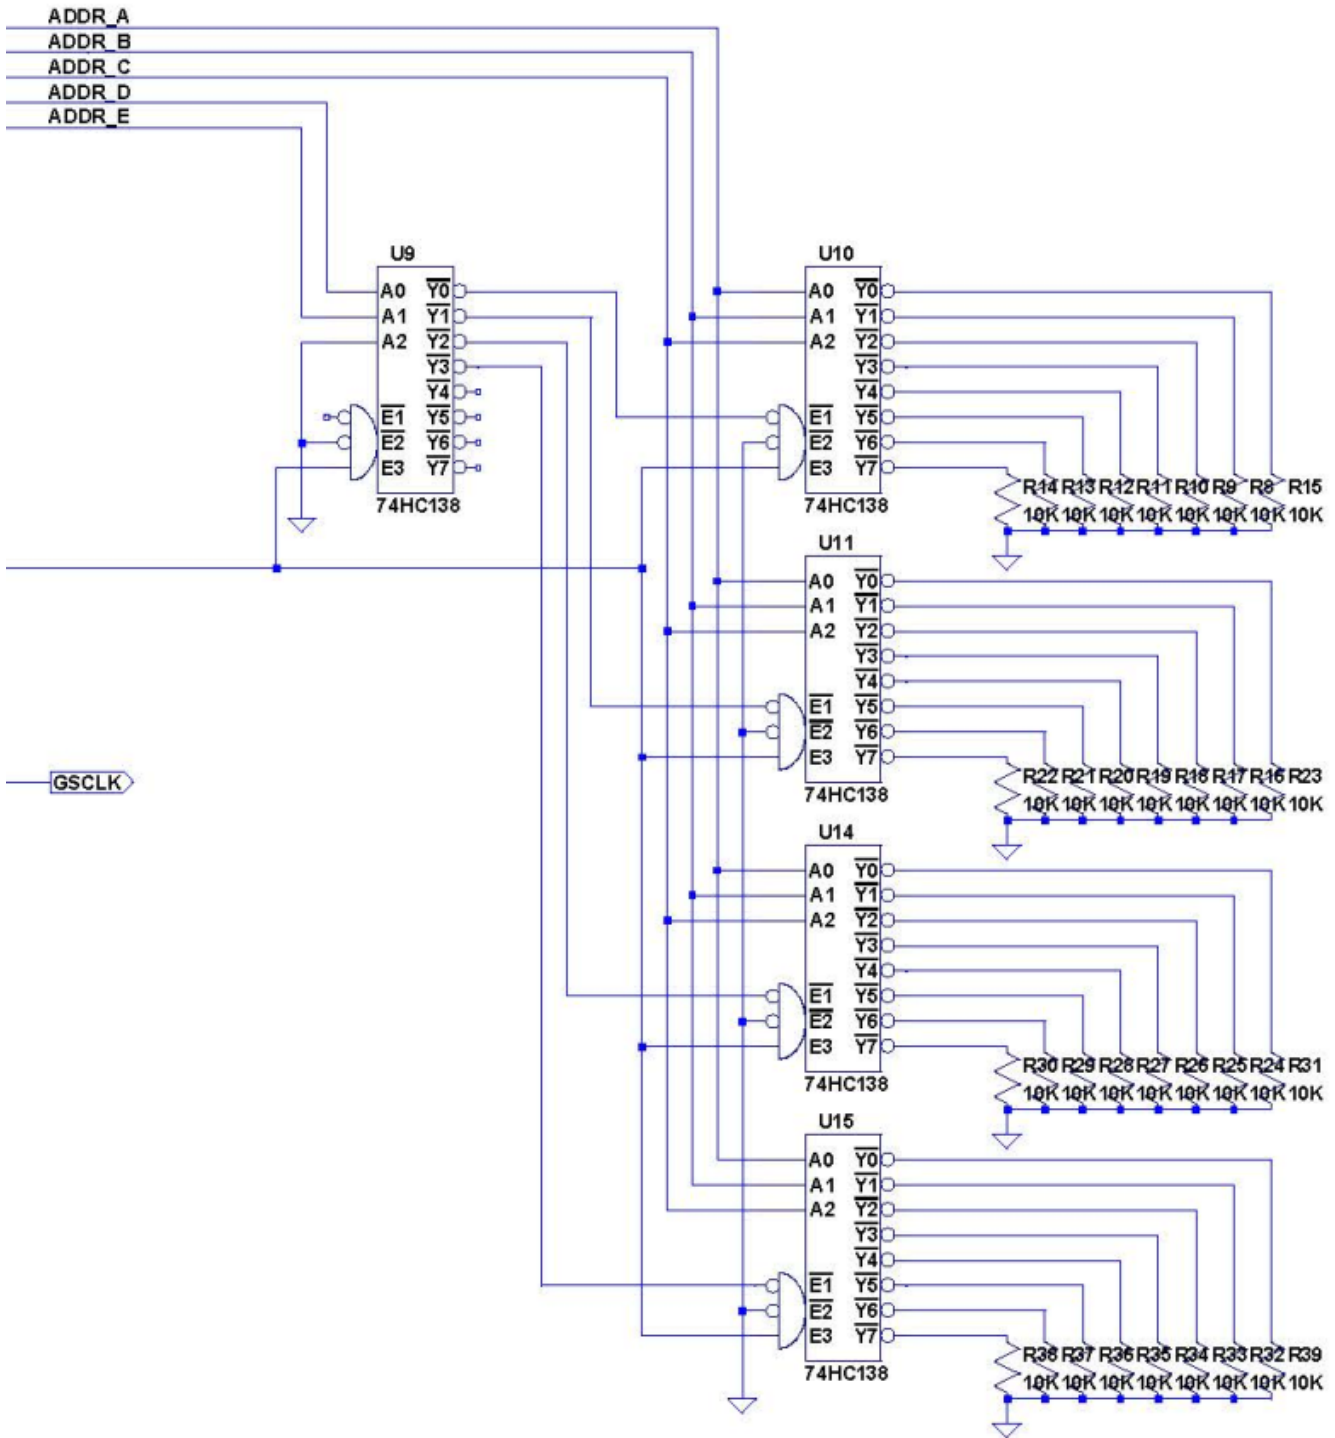 ADDR_A
ADDR_B
ADDR_C
ADDR_D
ADDR_E
U9
A0 Y0
A1 Y1
A2 Y2
Y3
Y4
E1 Y5
E2 Y6
E3 Y7
74HC138
GSCLK
U10
A0 Y0
A1 Y1
A2 Y2
Y3
Y4
E1 Y5
E2 Y6
E3 Y7
74HC138
R14 R13 R12 R11 R10 R9 R8 R15
10K 10K 10K 10K 10K 10K 10K 10K
U11
A0 Y0
A1 Y1
A2 Y2
Y3
Y4
E1 Y5
E2 Y6
E3 Y7
74HC138
R22 R21 R20 R19 R18 R17 R16 R23
10K 10K 10K 10K 10K 10K 10K 10K
U14
A0 Y0
A1 Y1
A2 Y2
Y3
Y4
E1 Y5
E2 Y6
E3 Y7
74HC138
R30 R29 R28 R27 R26 R25 R24 R31
10K 10K 10K 10K 10K 10K 10K 10K
U15
A0 Y0
A1 Y1
A2 Y2
Y3
Y4
E1 Y5
E2 Y6
E3 Y7
74HC138
R38 R37 R36 R35 R34 R33 R32 R39
10K 10K 10K 10K 10K 10K 10K 10K